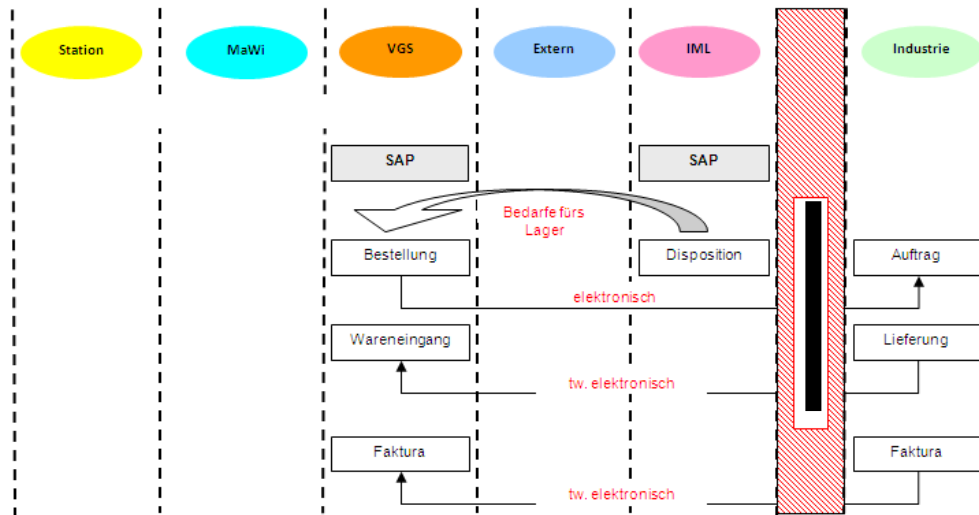 Station
MaWi
VGS
Extern
IML
Industrie
SAP
SAP
Bedarfe fürs
Lager
Bestellung
Disposition
Auftrag
elektronisch
Wareneingang
Lieferung
tw. elektronisch
Faktura
Faktura
tw. elektronisch